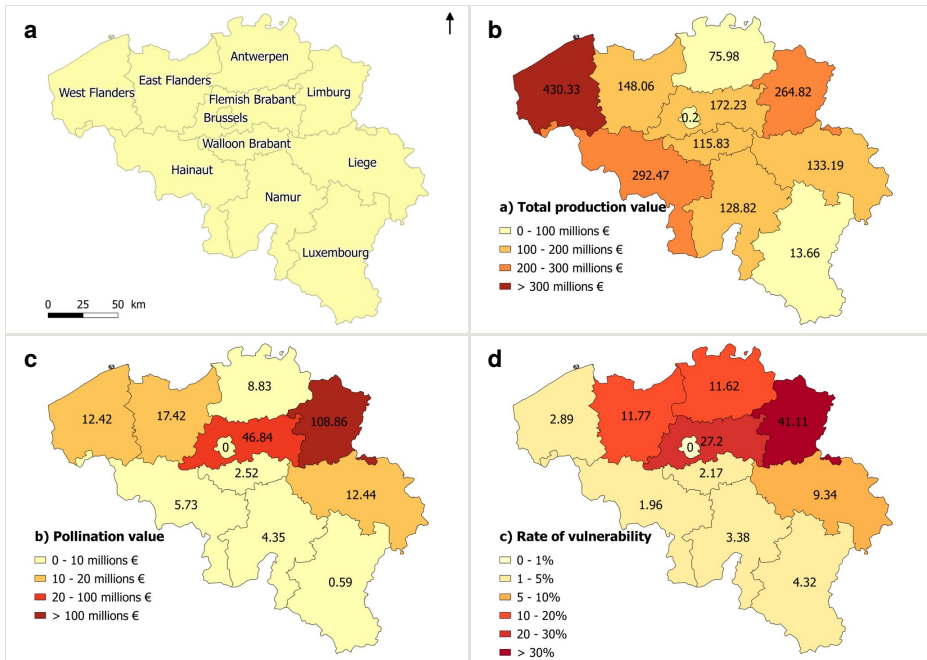 a
Antwerpen
East Flanders
West Flanders
Flemish Brabant
Limburg
Brussels
Walloon Brabant
Hainaut
Liege
Namur
Luxembourg
0 25 50 km
b
75.98
430.33
148.06
264.82
172.23
0.2
115.83
133.19
292.47
128.82
13.66
a) Total production value
0 - 100 millions €
100 - 200 millions €
200 - 300 millions €
> 300 millions €
c
8.83
12.42
17.42
108.86
46.84
0
2.52
12.44
5.73
4.35
0.59
b) Pollination value
0 - 10 millions €
10 - 20 millions €
20 - 100 millions €
> 100 millions €
d
11.62
2.89
11.77
41.11
27.2
0
2.17
9.34
1.96
3.38
4.32
c) Rate of vulnerability
0 - 1%
1 - 5%
5 - 10%
10 - 20%
20 - 30%
> 30%